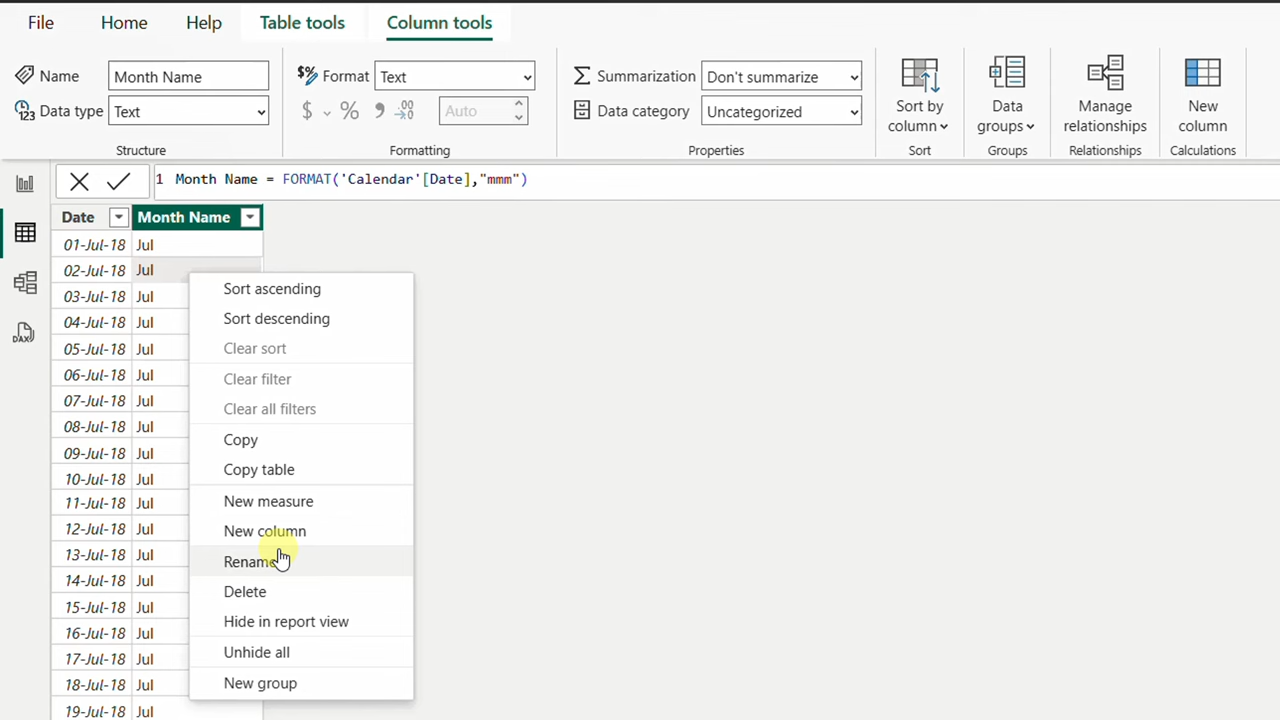 File Home Help Table tools Column tools
Name Month Name $% Format Text Σ Summarization Don't summarize Sort by column Data groups Manage relationships New column
123 Data type Text $ % , .00 Auto Data category Uncategorized
Structure Formatting Properties Sort Groups Relationships Calculations
1 Month Name = FORMAT('Calendar'[Date],"mmm")
Date Month Name
01-Jul-18 Jul
02-Jul-18 Jul
03-Jul-18 Jul
04-Jul-18 Jul
05-Jul-18 Jul
06-Jul-18 Jul
07-Jul-18 Jul
08-Jul-18 Jul
09-Jul-18 Jul
10-Jul-18 Jul
11-Jul-18 Jul
12-Jul-18 Jul
13-Jul-18 Jul
14-Jul-18 Jul
15-Jul-18 Jul
16-Jul-18 Jul
17-Jul-18 Jul
18-Jul-18 Jul
19-Jul-18 Jul
Sort ascending
Sort descending
Clear sort
Clear filter
Clear all filters
Copy
Copy table
New measure
New column
Rename
Delete
Hide in report view
Unhide all
New group
DAX